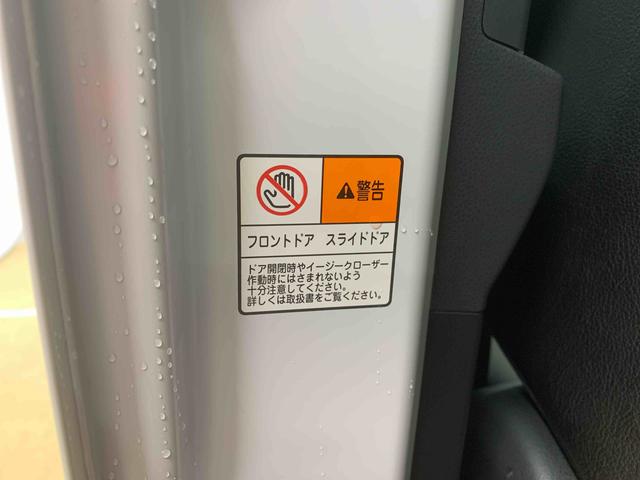 警告
フロントドア スライドドア
ドア開閉時やイージークローザー
作動時にはさまれないよう
十分注意してください。
詳しくは取扱書をご覧ください。